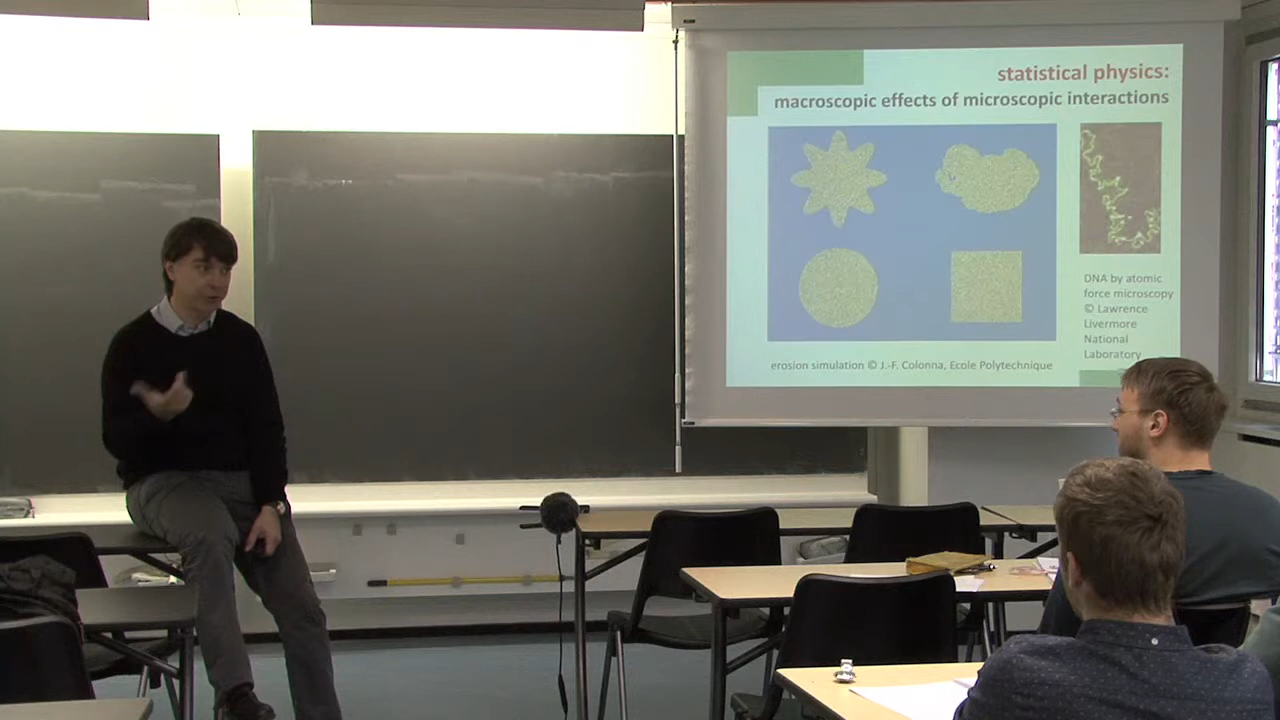 statistical physics:
macroscopic effects of microscopic interactions
DNA by atomic
force microscopy
© Lawrence
Livermore
National
Laboratory
erosion simulation © J.-F. Colonna, Ecole Polytechnique